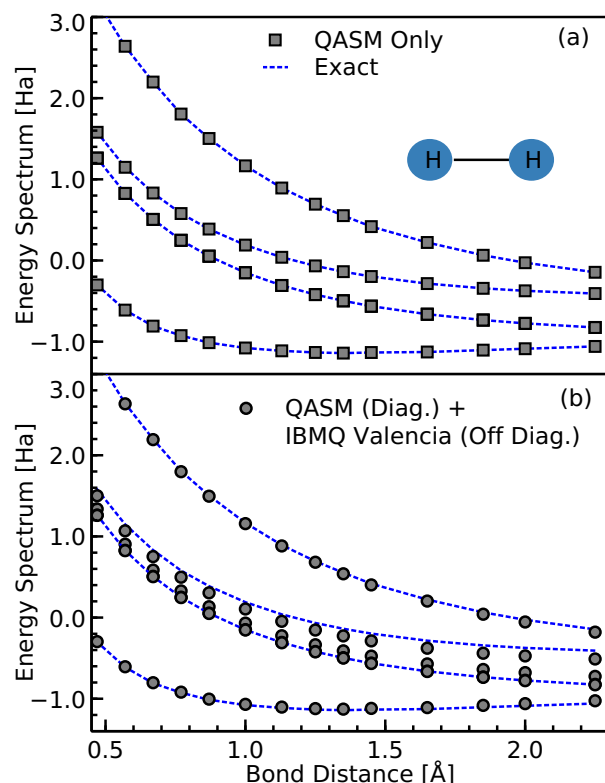 3.0
2.0
1.0
0.0
−1.0
Energy Spectrum [Ha]
QASM Only
Exact
(a)
H H
3.0
2.0
1.0
0.0
−1.0
Energy Spectrum [Ha]
QASM (Diag.) +
IBMQ Valencia (Off Diag.)
(b)
0.5 1.0 1.5 2.0
Bond Distance [Å]